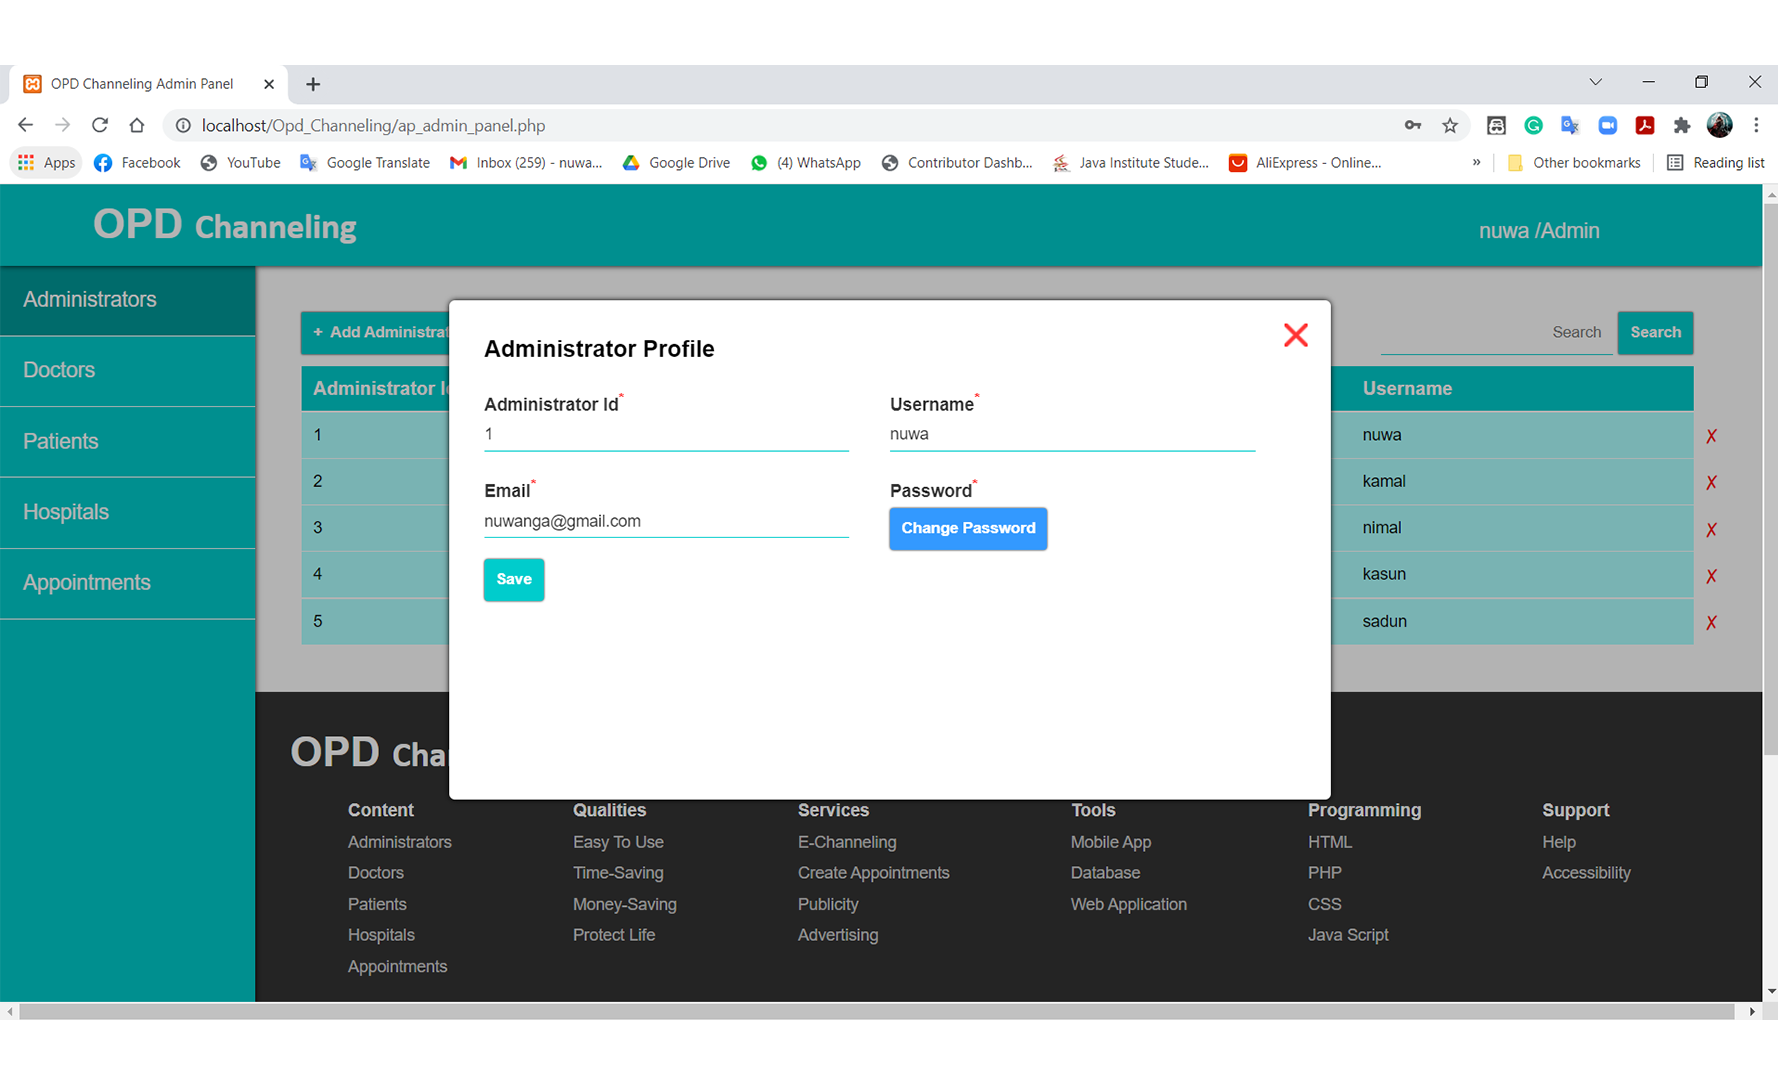 OPD Channeling Admin Panel
localhost/Opd_Channeling/ap_admin_panel.php
Apps Facebook YouTube Google Translate Inbox (259) - nuwa... Google Drive (4) WhatsApp Contributor Dashb... Java Institute Stude... AliExpress - Online... » Other bookmarks Reading list
OPD Channeling
nuwa /Admin
Administrators
Doctors
Patients
Hospitals
Appointments
+ Add Administrat
Search Search
Administrator I
Username
1 nuwa X
2 kamal X
3 nimal X
4 kasun X
5 sadun X
Administrator Profile
Administrator Id* Username*
1 nuwa
Email* Password*
nuwanga@gmail.com Change Password
Save
OPD Cha
Content Qualities Services Tools Programming Support
Administrators Easy To Use E-Channeling Mobile App HTML Help
Doctors Time-Saving Create Appointments Database PHP Accessibility
Patients Money-Saving Publicity Web Application CSS
Hospitals Protect Life Advertising Java Script
Appointments